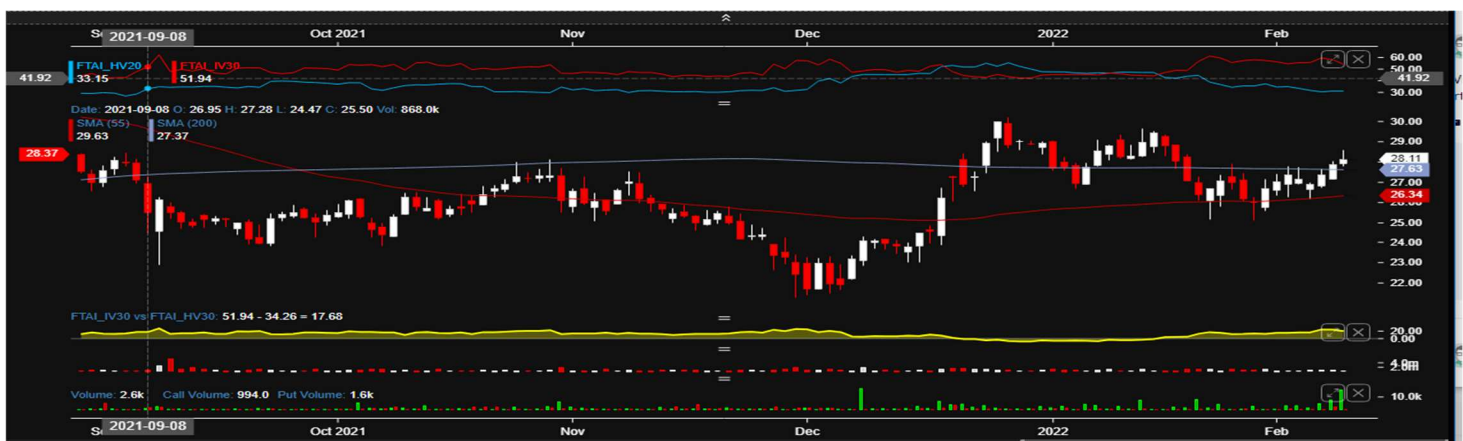 2021-09-08 Oct 2021 Nov Dec 2022 Feb
FTAI_HV20 FTAI_IV30
33.15 51.94
41.92
60.00
50.00
41.92
30.00
Date: 2021-09-08 O: 26.95 H: 27.28 L: 24.47 C: 25.50 Vol: 868.0k
SMA (55) SMA (200)
29.63 27.37
28.37
30.00
29.00
28.11
27.63
27.00
26.34
25.00
24.00
23.00
22.00
FTAI_IV30 vs FTAI_HV30: 51.94 - 34.26 = 17.68
20.00
0.00
Volume: 2.6k Call Volume: 994.0 Put Volume: 1.6k
10.0k
2021-09-08 Oct 2021 Nov Dec 2022 Feb